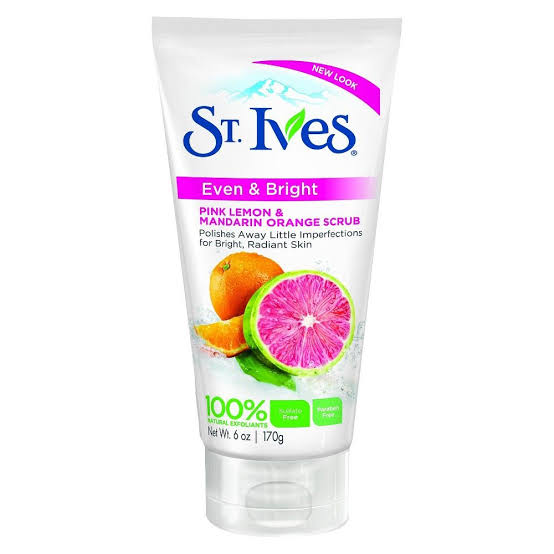 NEW LOOK
ST. IVES®
Even & Bright
PINK LEMON &
MANDARIN ORANGE SCRUB
Polishes Away Little Imperfections
for Bright, Radiant Skin
100%
NATURAL EXFOLIANTS
Sulfate
Free
Paraben
Free
Net Wt. 6 oz | 170g